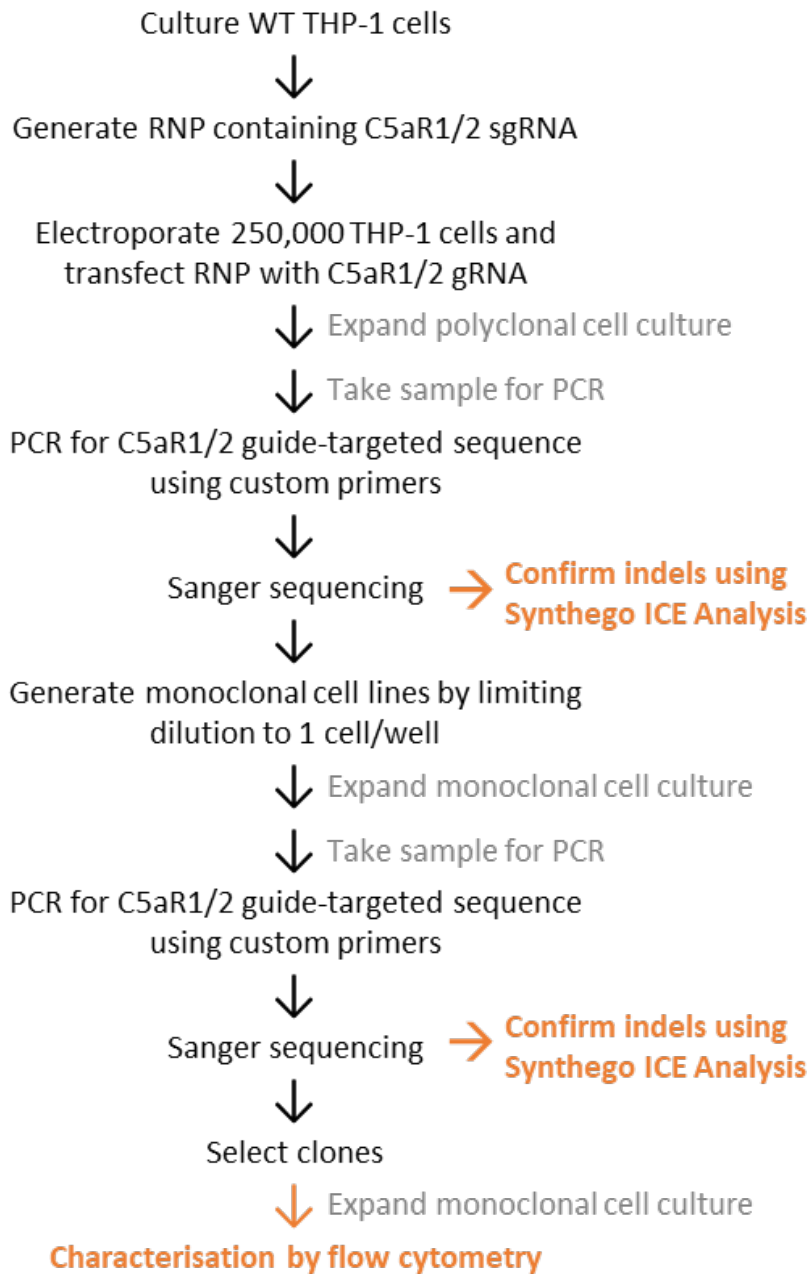 Culture WT THP-1 cells
Generate RNP containing C5aR1/2 sgRNA
Electroporate 250,000 THP-1 cells and
transfect RNP with C5aR1/2 gRNA
Expand polyclonal cell culture
Take sample for PCR
PCR for C5aR1/2 guide-targeted sequence
using custom primers
Sanger sequencing
Confirm indels using
Synthego ICE Analysis
Generate monoclonal cell lines by limiting
dilution to 1 cell/well
Expand monoclonal cell culture
Take sample for PCR
PCR for C5aR1/2 guide-targeted sequence
using custom primers
Sanger sequencing
Confirm indels using
Synthego ICE Analysis
Select clones
Expand monoclonal cell culture
Characterisation by flow cytometry